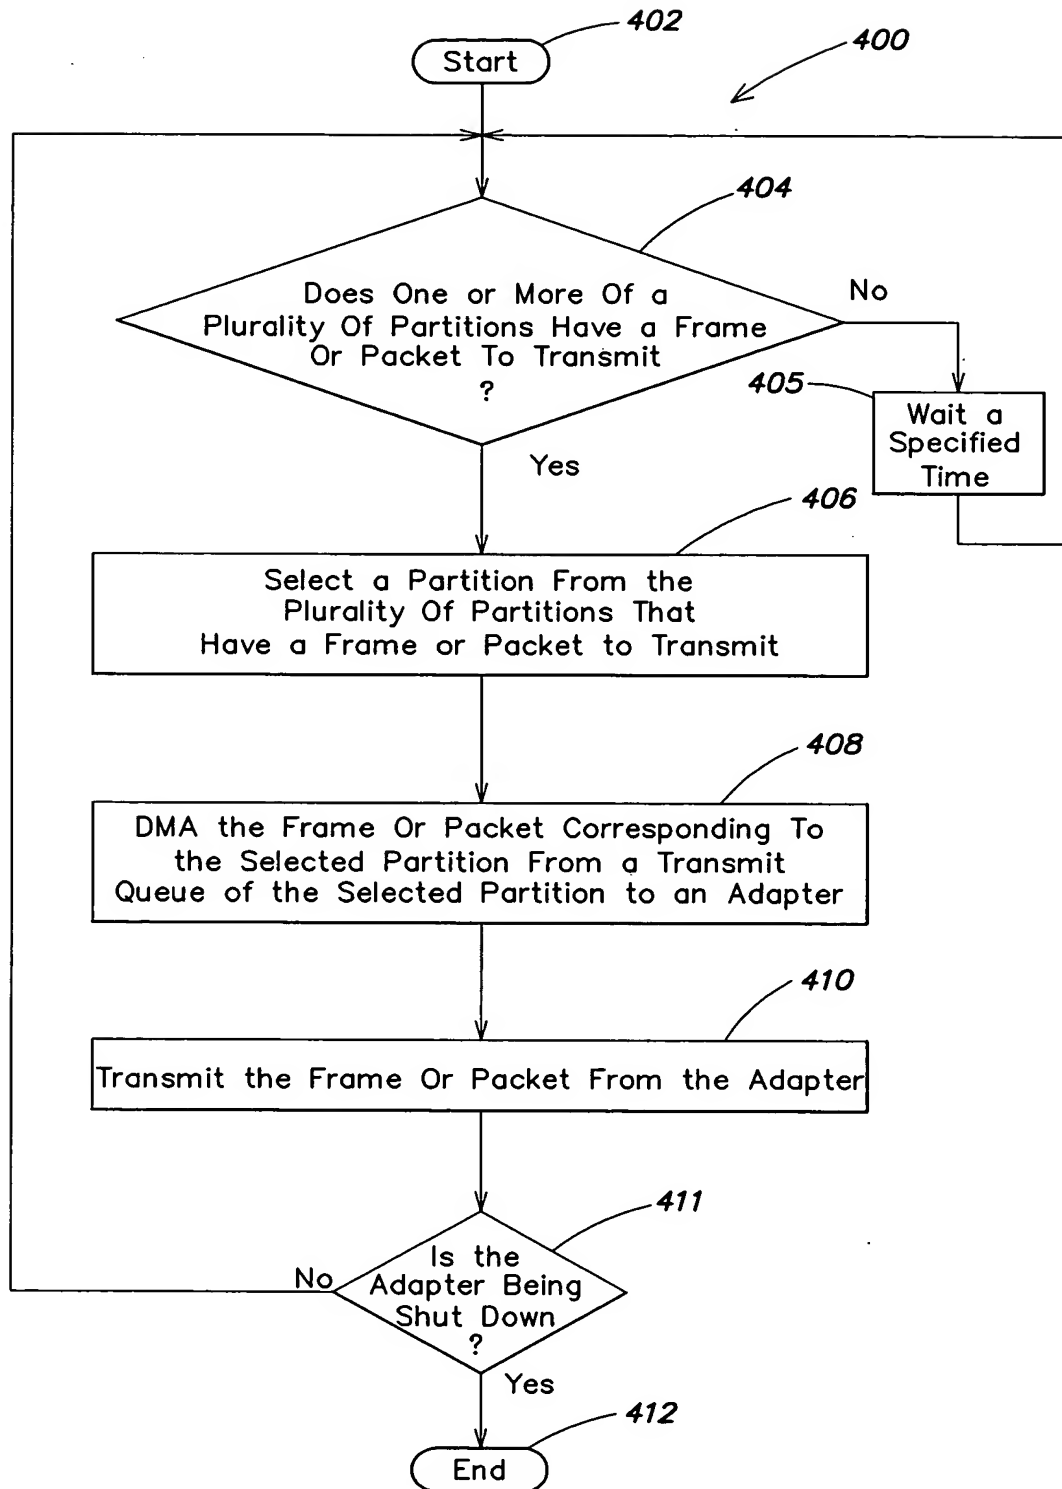 402
Start
400
404
Does One or More Of a
Plurality Of Partitions Have a Frame
Or Packet To Transmit
?
No
405
Wait a
Specified
Time
Yes
406
Select a Partition From the
Plurality Of Partitions That
Have a Frame or Packet to Transmit
408
DMA the Frame Or Packet Corresponding To
the Selected Partition From a Transmit
Queue of the Selected Partition to an Adapter
410
Transmit the Frame Or Packet From the Adapter
411
Is the
Adapter Being
Shut Down
?
No
Yes
412
End